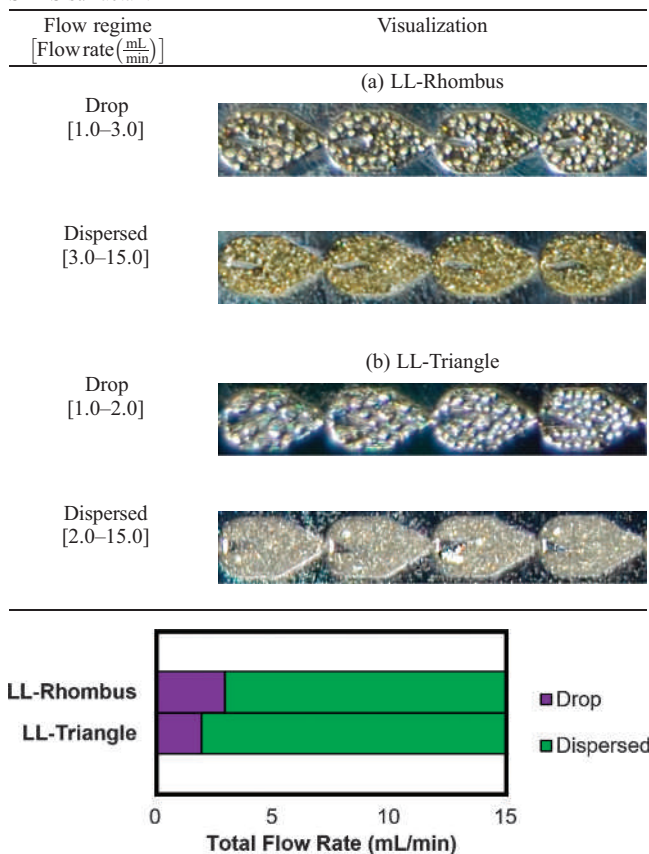 Flow regime Visualization
[Flow rate(mL/min)]
(a) LL-Rhombus
Drop
[1.0–3.0]
Dispersed
[3.0–15.0]
(b) LL-Triangle
Drop
[1.0–2.0]
Dispersed
[2.0–15.0]
LL-Rhombus
LL-Triangle
Drop
Dispersed
0 5 10 15
Total Flow Rate (mL/min)